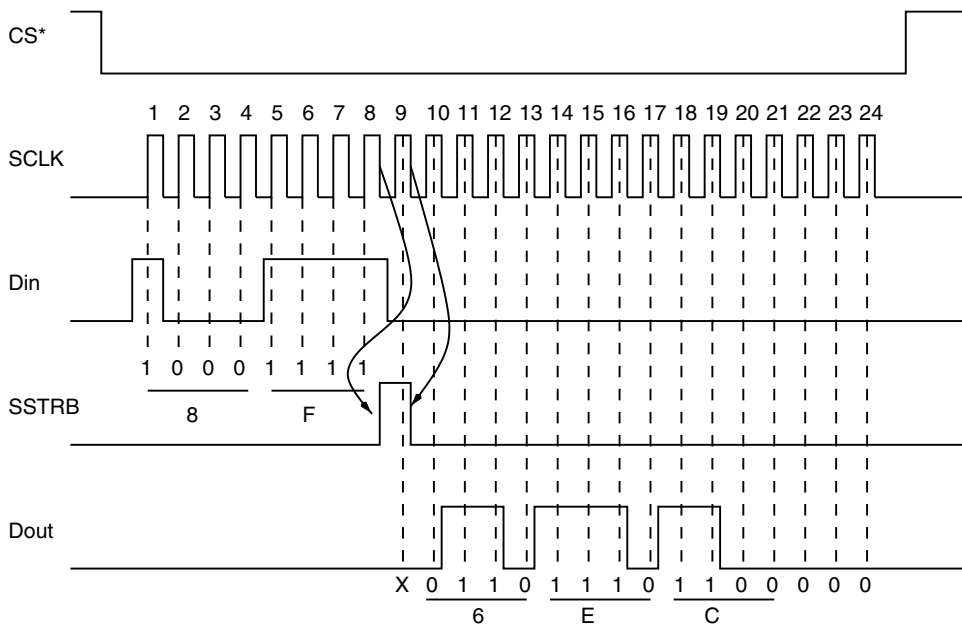 CS*
1 2 3 4 5 6 7 8 9 10 11 12 13 14 15 16 17 18 19 20 21 22 23 24
SCLK
Din
1 0 0 0 1 1 1 1
8 F
SSTRB
Dout
X 0 1 1 0 1 1 1 0 1 1 0 0 0 0 0
6 E C